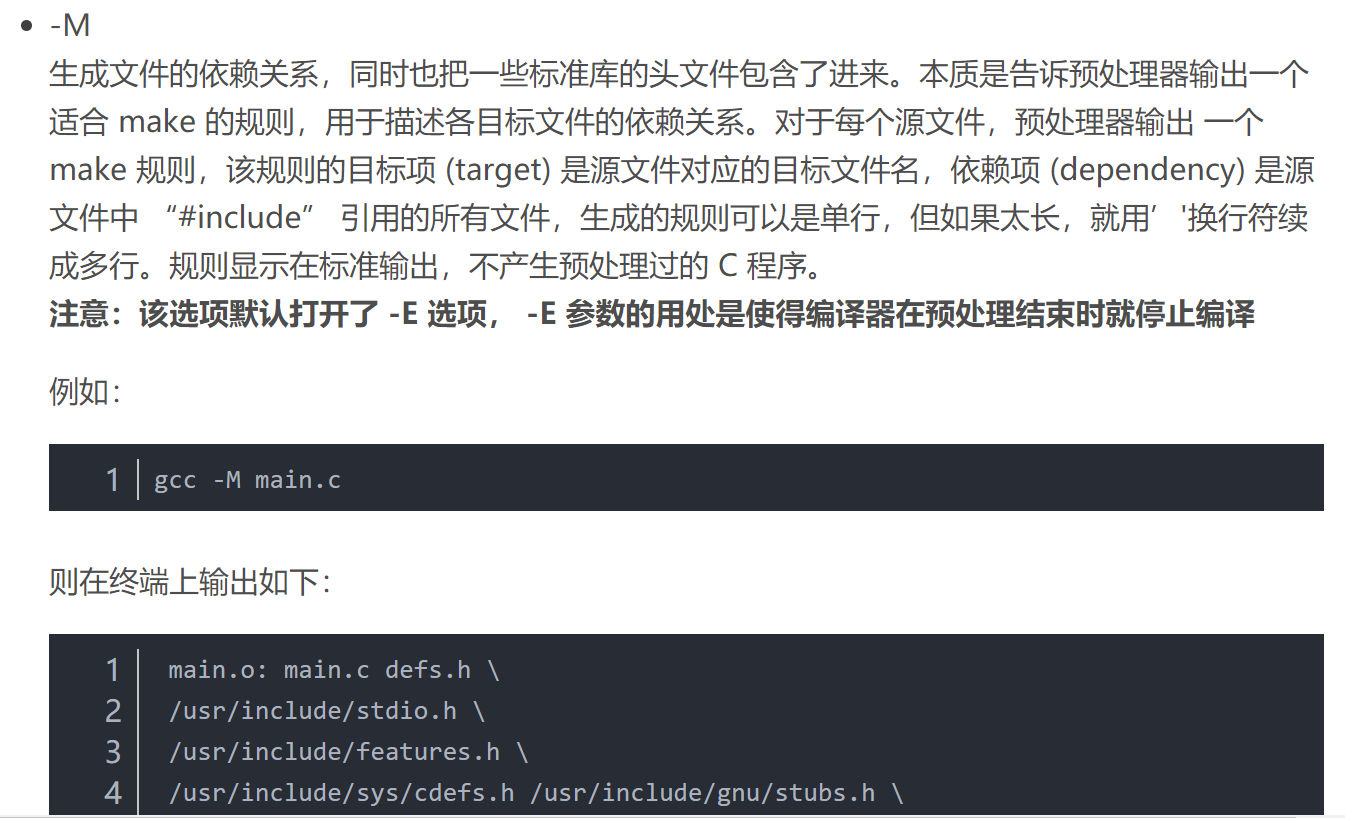 -M
生成文件的依赖关系，同时也把一些标准库的头文件包含了进来。本质是告诉预处理器输出一个
适合 make 的规则，用于描述各目标文件的依赖关系。对于每个源文件，预处理器输出 一个
make 规则，该规则的目标项 (target) 是源文件对应的目标文件名，依赖项 (dependency) 是源
文件中 “#include” 引用的所有文件，生成的规则可以是单行，但如果太长，就用’ '换行符续
成多行。规则显示在标准输出，不产生预处理过的 C 程序。
注意：该选项默认打开了 -E 选项， -E 参数的用处是使得编译器在预处理结束时就停止编译
例如：
1 gcc -M main.c
则在终端上输出如下：
1 main.o: main.c defs.h \
2 /usr/include/stdio.h \
3 /usr/include/features.h \
4 /usr/include/sys/cdefs.h /usr/include/gnu/stubs.h \